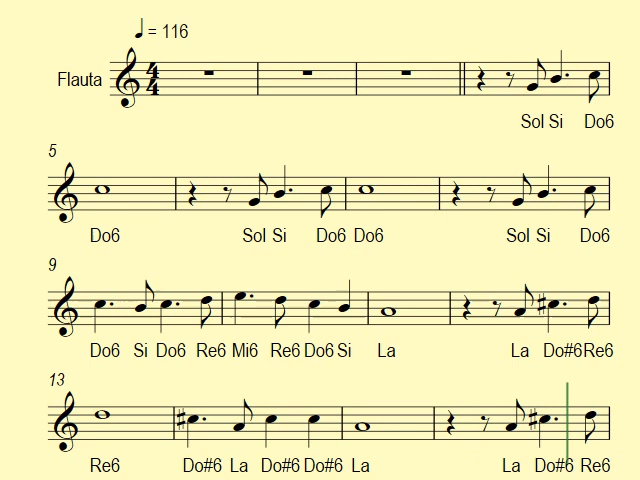 = 116
Flauta 4 4
Sol Si Do6
5
Do6 Sol Si Do6 Do6 Sol Si Do6
9
Do6 Si Do6 Re6 Mi6 Re6 Do6 Si La La Do#6 Re6
13
Re6 Do#6 La Do#6 Do#6 La La Do#6 Re6